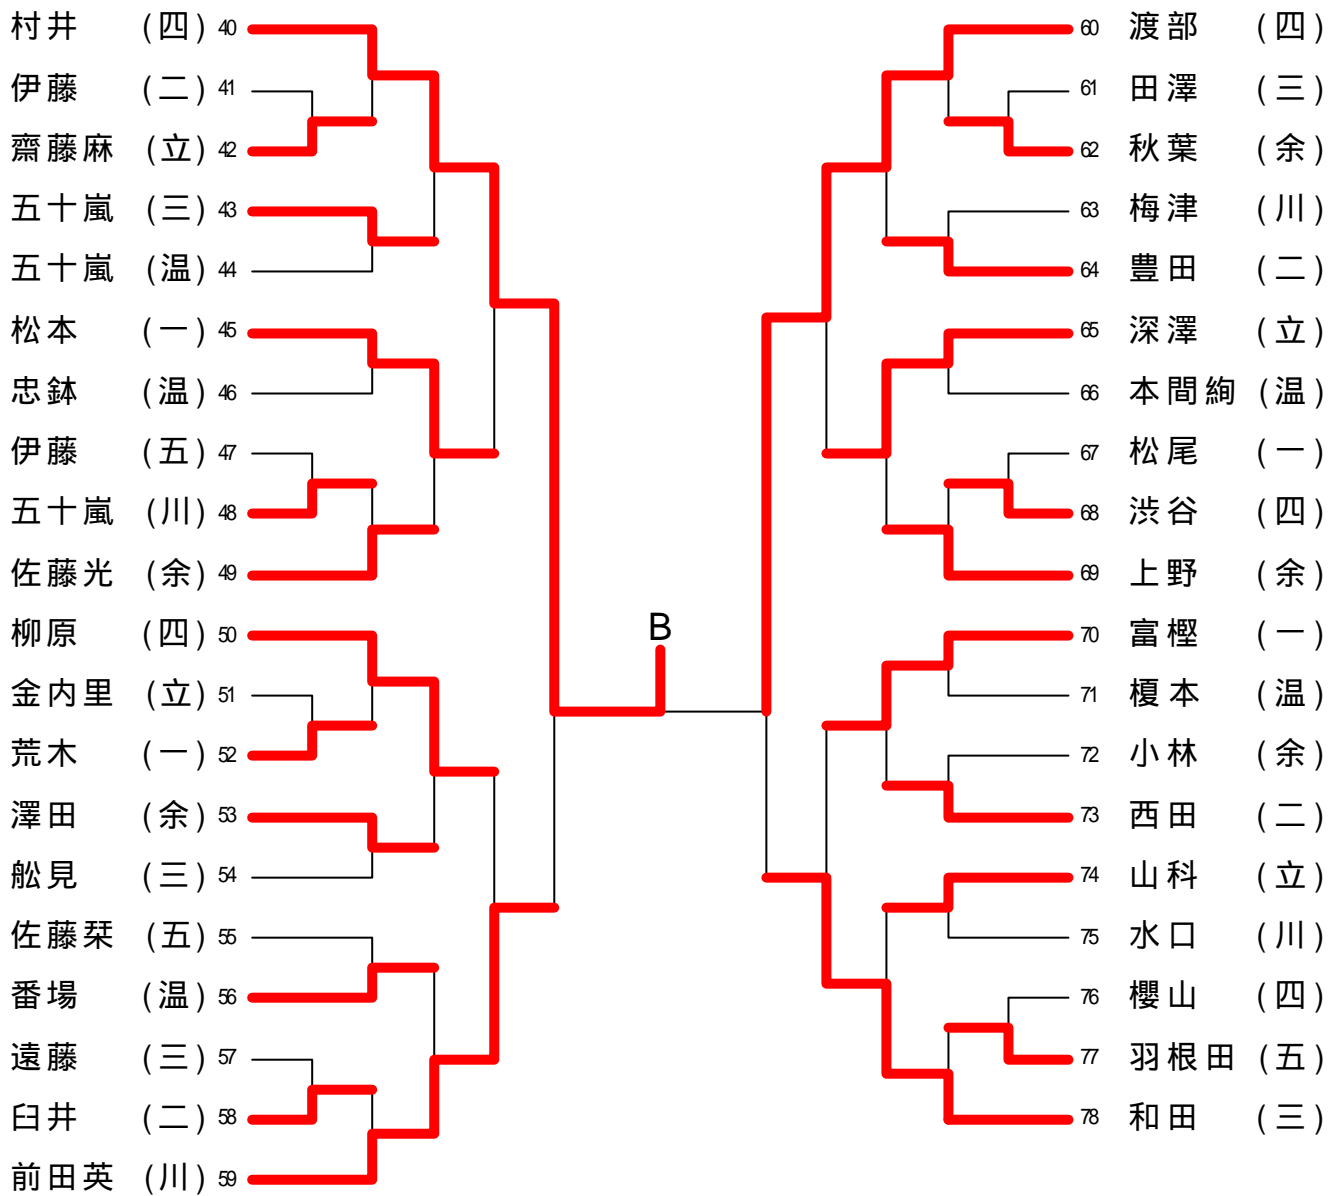 村井 (四) 40
伊藤 (二) 41
齋藤麻 (立) 42
五十嵐 (三) 43
五十嵐 (温) 44
松本 (一) 45
忠鉢 (温) 46
伊藤 (五) 47
五十嵐 (川) 48
佐藤光 (余) 49
柳原 (四) 50
金内里 (立) 51
荒木 (一) 52
澤田 (余) 53
舩見 (三) 54
佐藤栞 (五) 55
番場 (温) 56
遠藤 (三) 57
臼井 (二) 58
前田英 (川) 59
B
60 渡部 (四)
61 田澤 (三)
62 秋葉 (余)
63 梅津 (川)
64 豊田 (二)
65 深澤 (立)
66 本間絢 (温)
67 松尾 (一)
68 渋谷 (四)
69 上野 (余)
70 富樫 (一)
71 榎本 (温)
72 小林 (余)
73 西田 (二)
74 山科 (立)
75 水口 (川)
76 櫻山 (四)
77 羽根田 (五)
78 和田 (三)